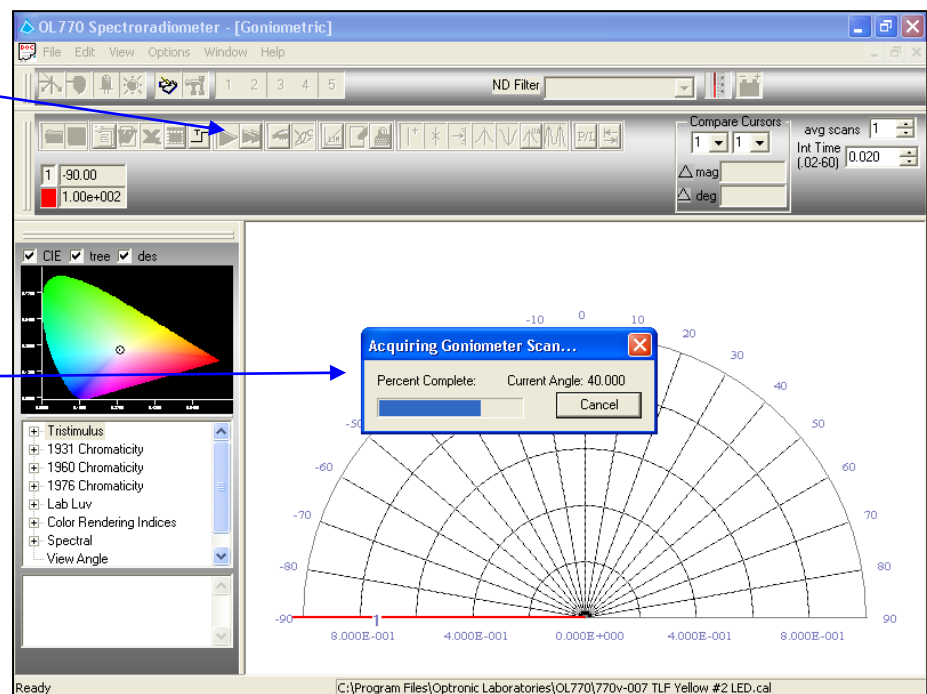 OL770 Spectroradiometer - [Goniometric]
File Edit View Options Window Help
1 2 3 4 5
ND Filter
P/L
1 -90.00
1.00e+002
Compare Cursors
1 1
mag
deg
avg scans 1
Int Time (.02-60) 0.020
CIE tree des
Tristimulus
1931 Chromaticity
1960 Chromaticity
1976 Chromaticity
Lab Luv
Color Rendering Indices
Spectral
View Angle
-10 0 10
20
30
40
-50 50
-60 60
-70 70
-80 80
-90 90
1
8.000E-001 4.000E-001 0.000E+000 4.000E-001 8.000E-001
Acquiring Goniometer Scan...
Percent Complete: Current Angle: 40.000
Cancel
Ready
C:\Program Files\Optronic Laboratories\OL770\770v-007 TLF Yellow #2 LED.cal